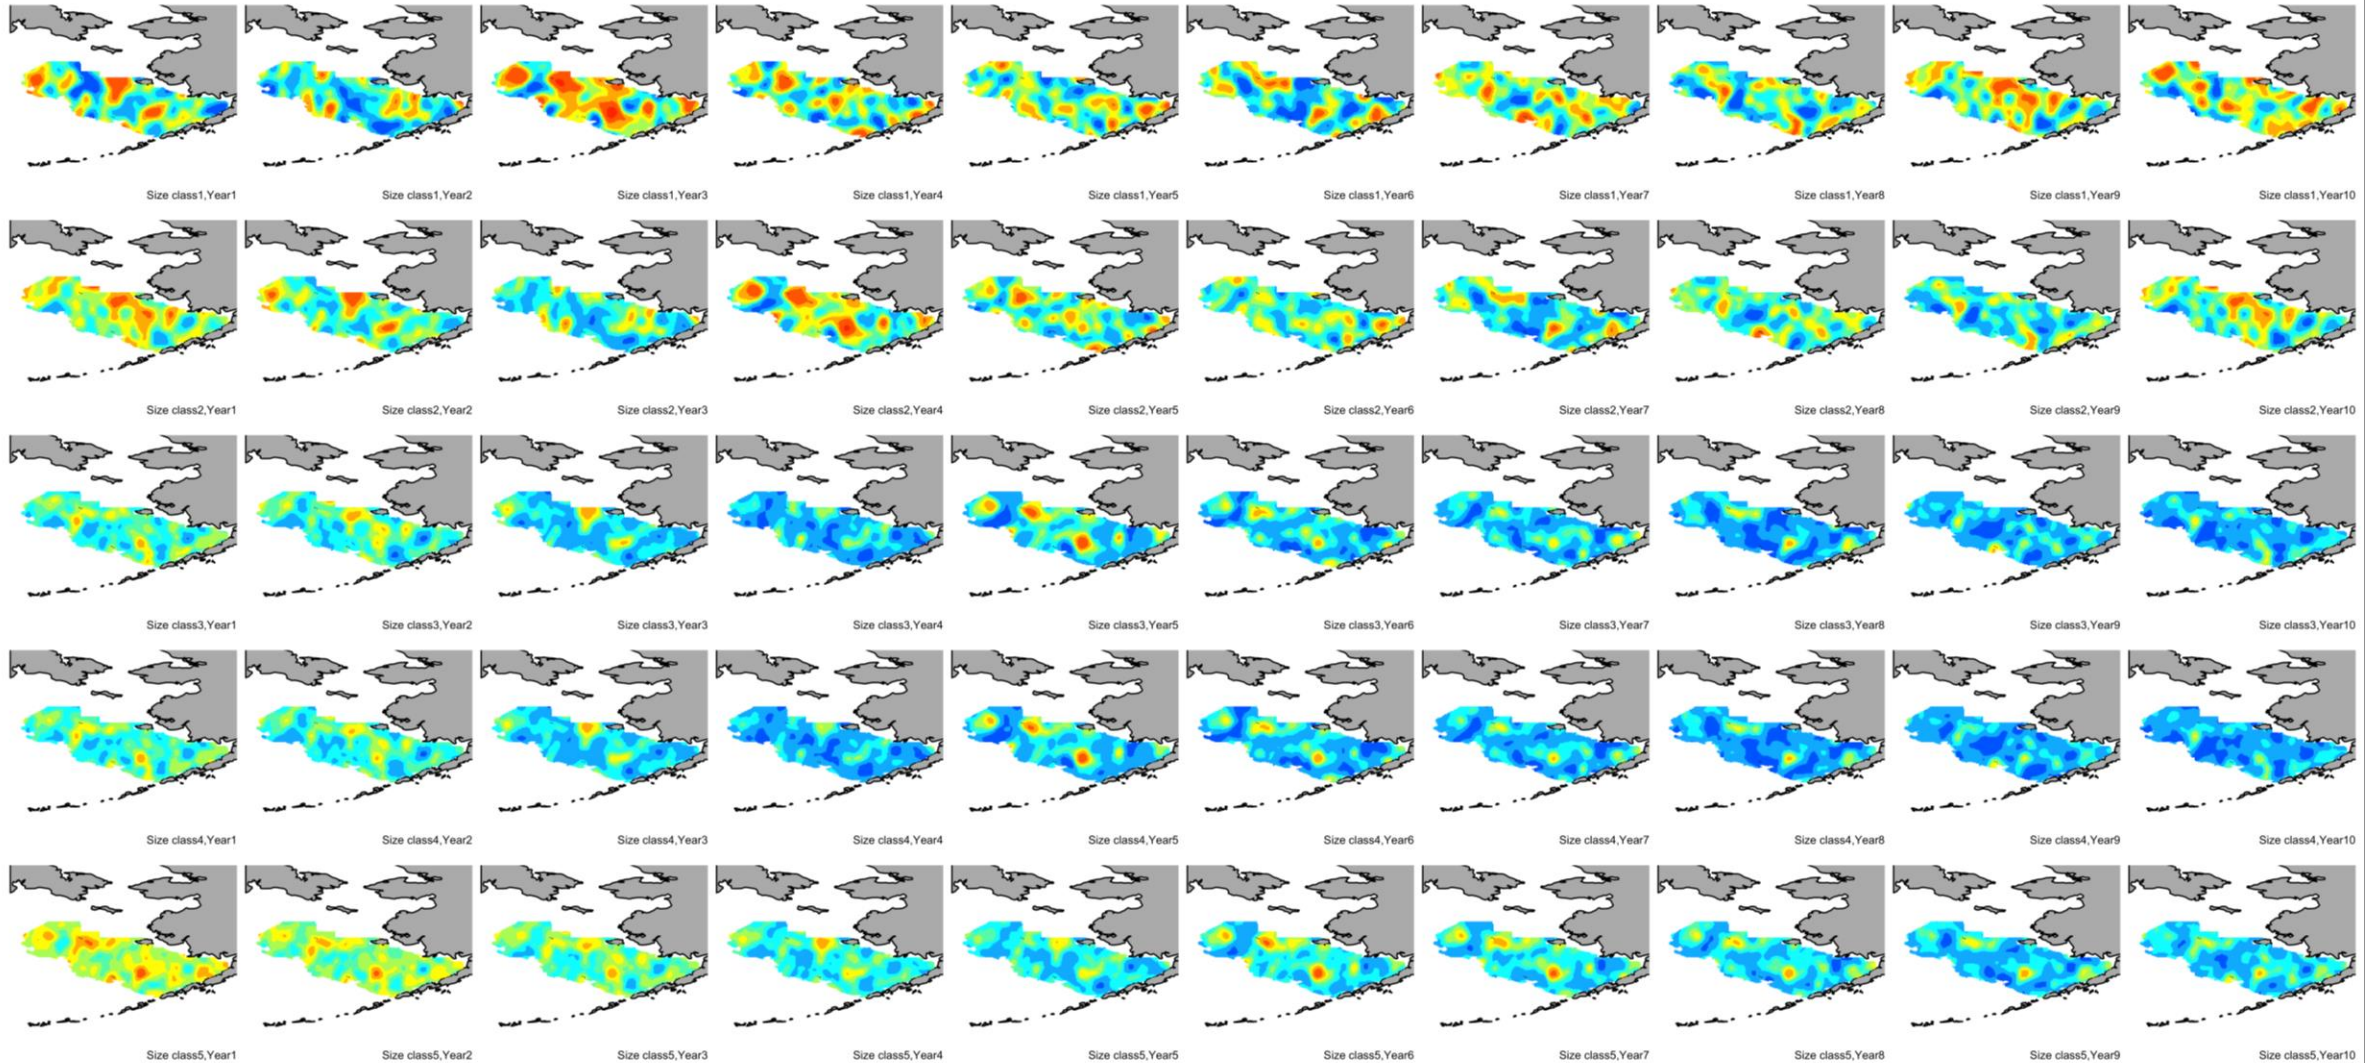 Size class1,Year1
Size class1,Year2
Size class1,Year3
Size class1,Year4
Size class1,Year5
Size class1,Year6
Size class1,Year7
Size class1,Year8
Size class1,Year9
Size class1,Year10
Size class2,Year1
Size class2,Year2
Size class2,Year3
Size class2,Year4
Size class2,Year5
Size class2,Year6
Size class2,Year7
Size class2,Year8
Size class2,Year9
Size class2,Year10
Size class3,Year1
Size class3,Year2
Size class3,Year3
Size class3,Year4
Size class3,Year5
Size class3,Year6
Size class3,Year7
Size class3,Year8
Size class3,Year9
Size class3,Year10
Size class4,Year1
Size class4,Year2
Size class4,Year3
Size class4,Year4
Size class4,Year5
Size class4,Year6
Size class4,Year7
Size class4,Year8
Size class4,Year9
Size class4,Year10
Size class5,Year1
Size class5,Year2
Size class5,Year3
Size class5,Year4
Size class5,Year5
Size class5,Year6
Size class5,Year7
Size class5,Year8
Size class5,Year9
Size class5,Year10